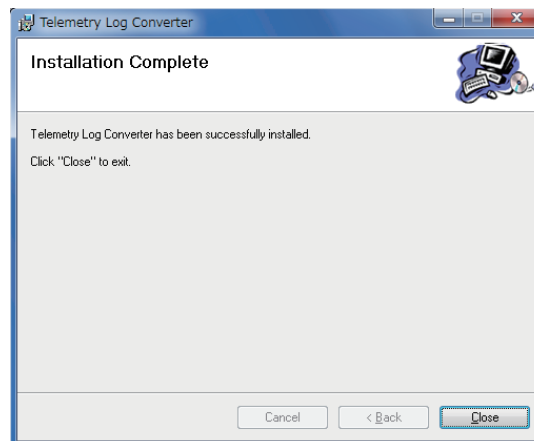 Telemetry Log Converter
Installation Complete
Telemetry Log Converter has been successfully installed.
Click "Close" to exit.
Cancel
< Back
Close